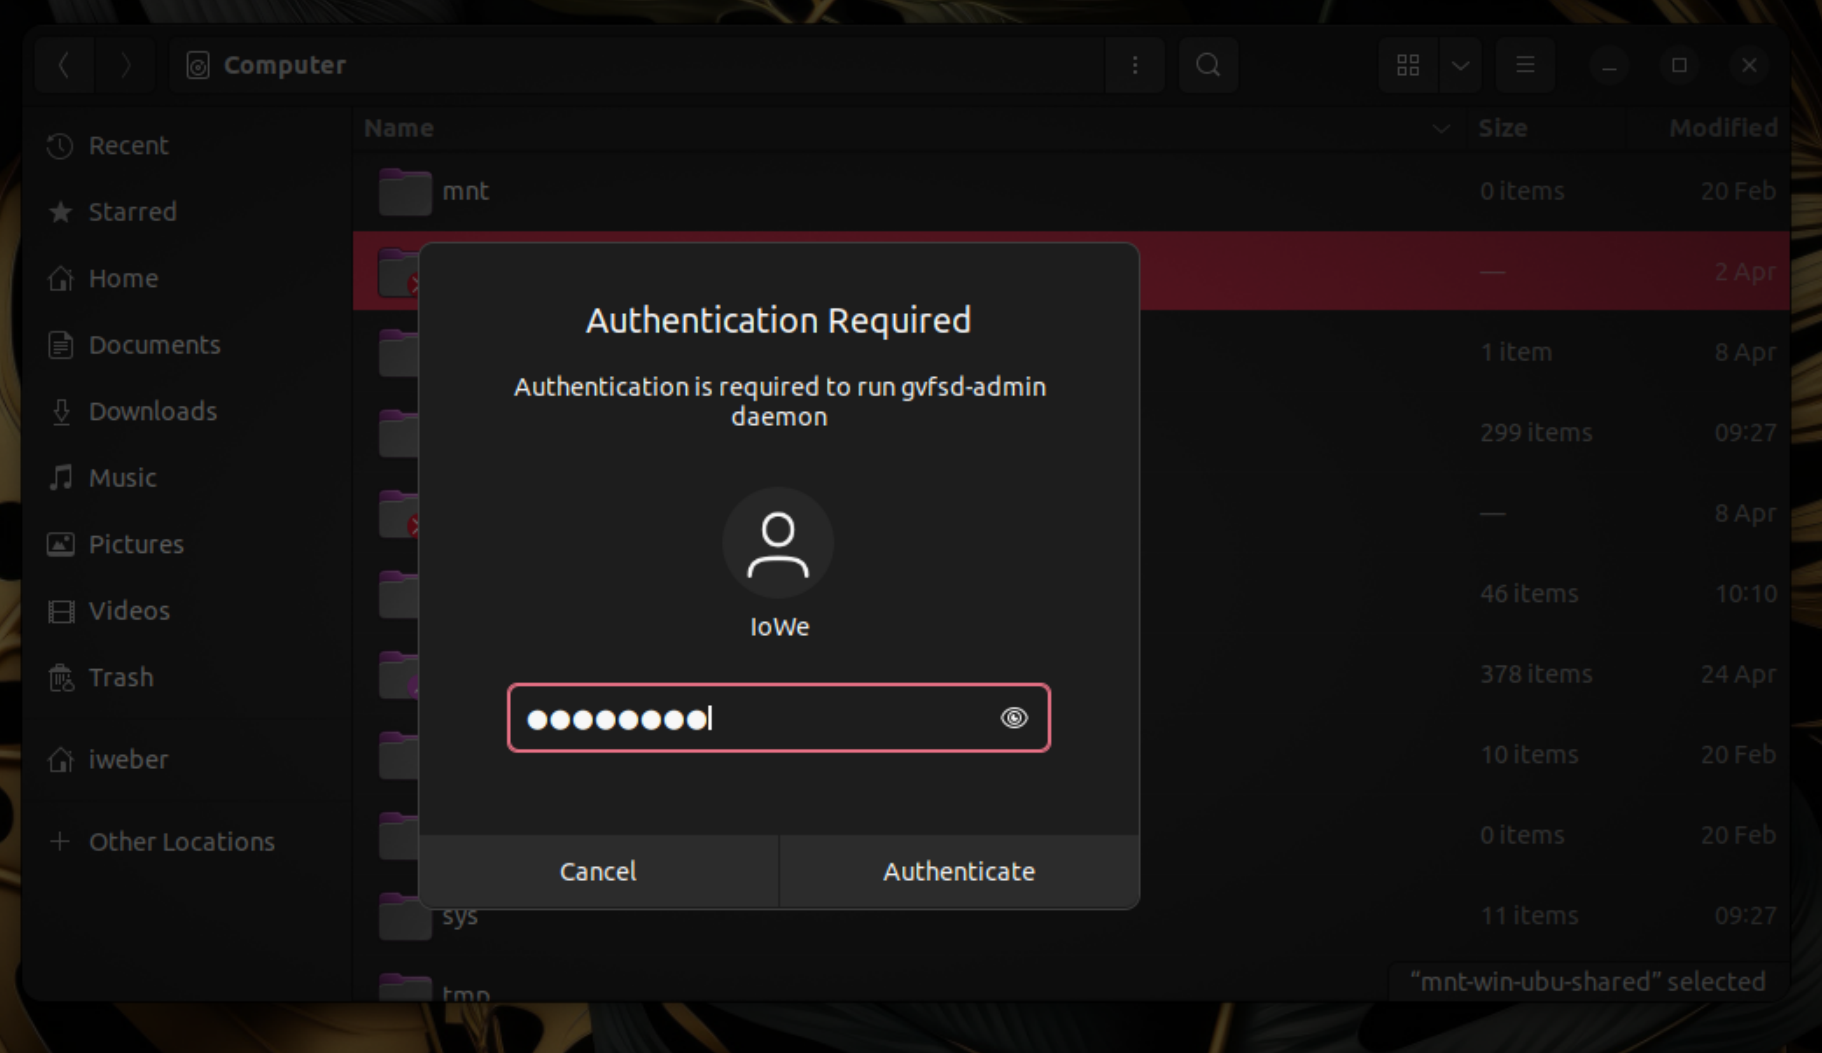 Computer
Name Size Modified
Recent
Starred
Home
Documents
Downloads
Music
Pictures
Videos
Trash
iweber
Other Locations
mnt 0 items 20 Feb
— 2 Apr
1 item 8 Apr
299 items 09:27
— 8 Apr
46 items 10:10
378 items 24 Apr
10 items 20 Feb
0 items 20 Feb
sys 11 items 09:27
tmp
Authentication Required
Authentication is required to run gvfsd-admin
daemon
IoWe
●●●●●●●●
Cancel Authenticate
“mnt-win-ubu-shared” selected